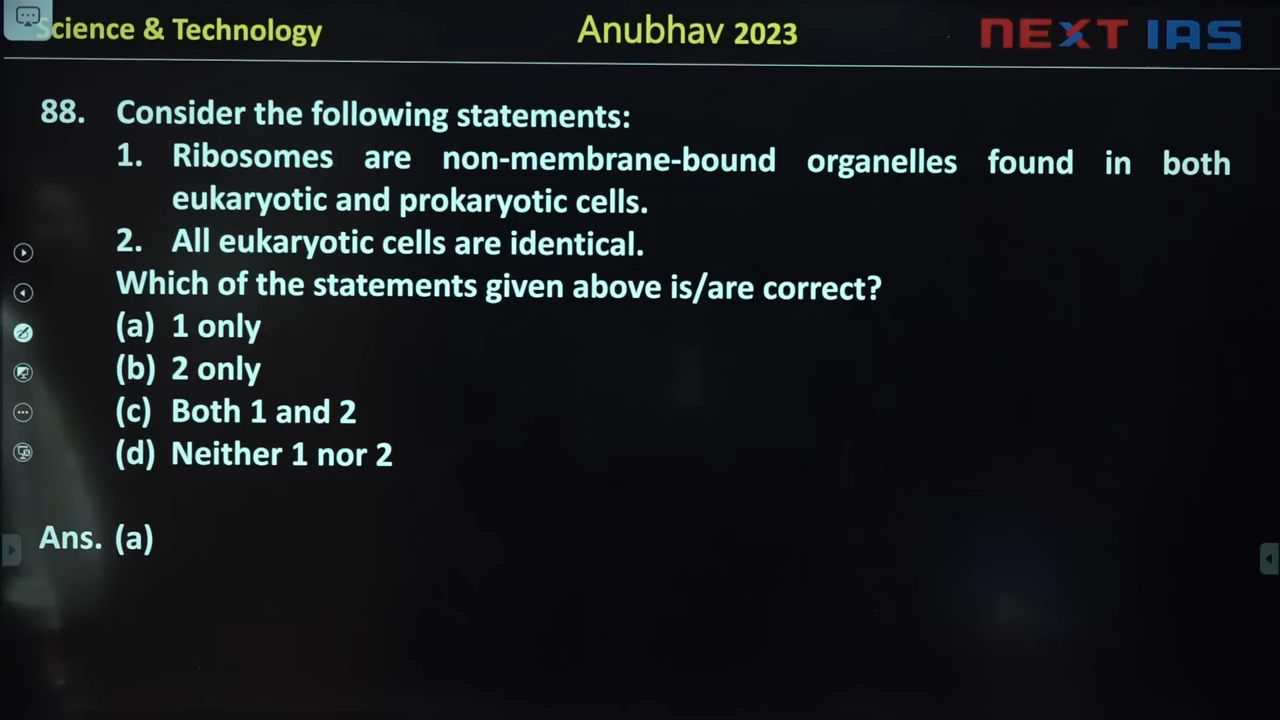 Science & Technology
Anubhav 2023
NEXT IAS
88. Consider the following statements:
1. Ribosomes are non-membrane-bound organelles found in both
eukaryotic and prokaryotic cells.
2. All eukaryotic cells are identical.
Which of the statements given above is/are correct?
(a) 1 only
(b) 2 only
(c) Both 1 and 2
(d) Neither 1 nor 2
Ans. (a)